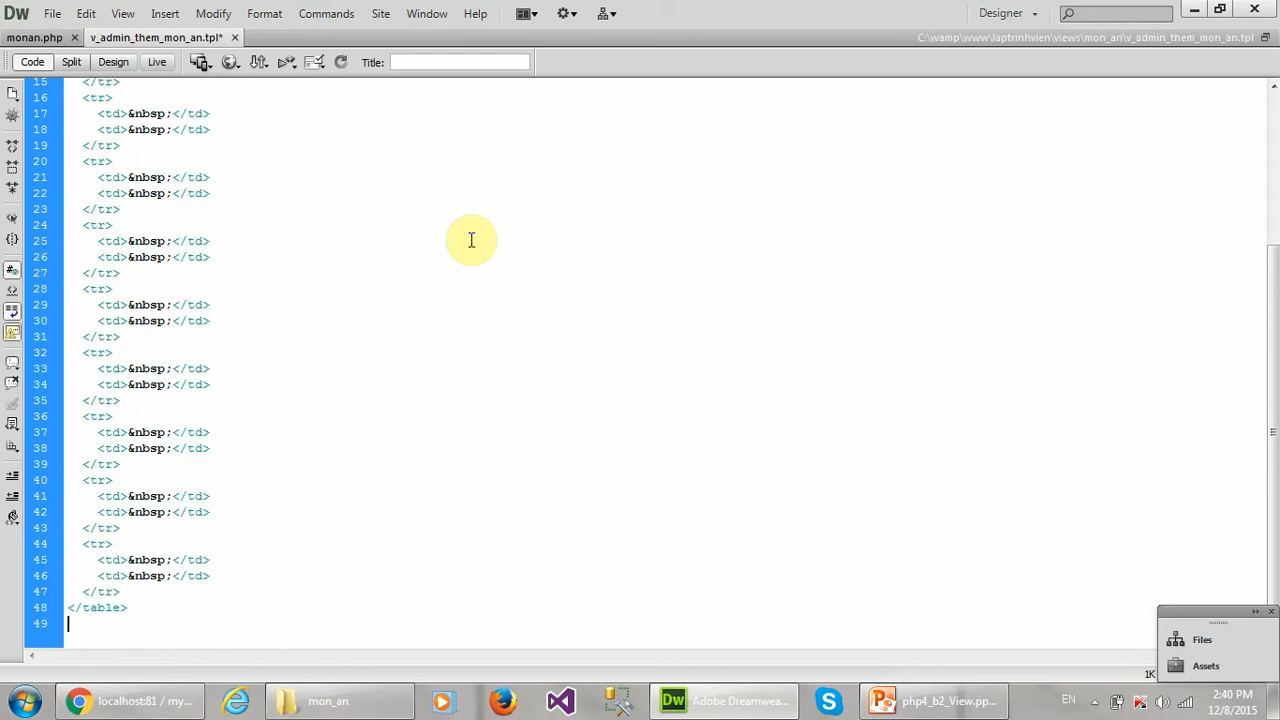 DW File Edit View Insert Modify Format Commands Site Window Help Designer
monan.php v_admin_them_mon_an.tpl* C:\wamp\www\laptrinhvien\views\mon_an\v_admin_them_mon_an.tpl
Code Split Design Live Title:
15 </tr>
16 <tr>
17 <td>&nbsp;</td>
18 <td>&nbsp;</td>
19 </tr>
20 <tr>
21 <td>&nbsp;</td>
22 <td>&nbsp;</td>
23 </tr>
24 <tr>
25 <td>&nbsp;</td>
26 <td>&nbsp;</td>
27 </tr>
28 <tr>
29 <td>&nbsp;</td>
30 <td>&nbsp;</td>
31 </tr>
32 <tr>
33 <td>&nbsp;</td>
34 <td>&nbsp;</td>
35 </tr>
36 <tr>
37 <td>&nbsp;</td>
38 <td>&nbsp;</td>
39 </tr>
40 <tr>
41 <td>&nbsp;</td>
42 <td>&nbsp;</td>
43 </tr>
44 <tr>
45 <td>&nbsp;</td>
46 <td>&nbsp;</td>
47 </tr>
48 </table>
49
Files
Assets
1K
localhost:81 / my... mon_an Dw Adobe Dreamwea... php4_b2_View.pp... EN 2:40 PM
12/8/2015